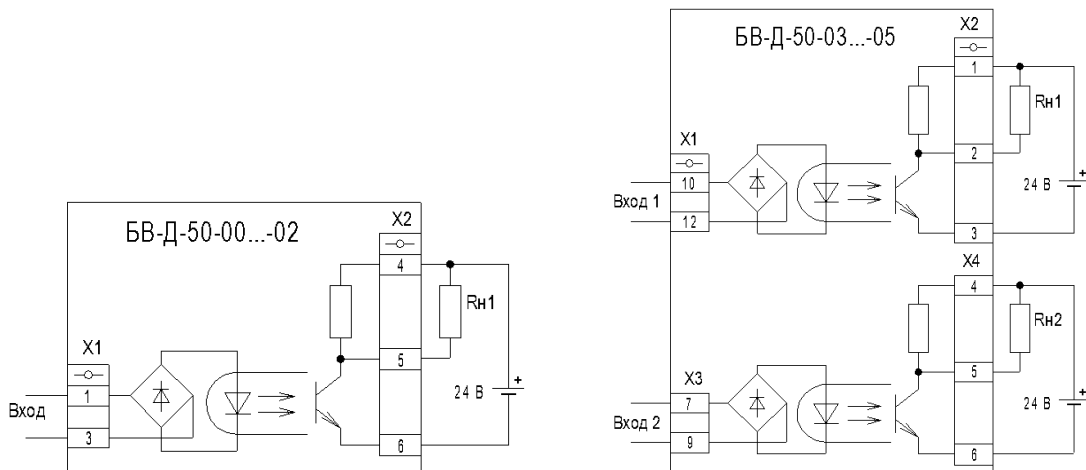 БВ-Д-50-00...-02
X1
1
3
Вход
X2
4
5
6
Rн1
24 В
+
БВ-Д-50-03...-05
X1
10
12
Вход 1
X2
1
2
3
Rн1
24 В
+
X3
7
9
Вход 2
X4
4
5
6
Rн2
24 В
+